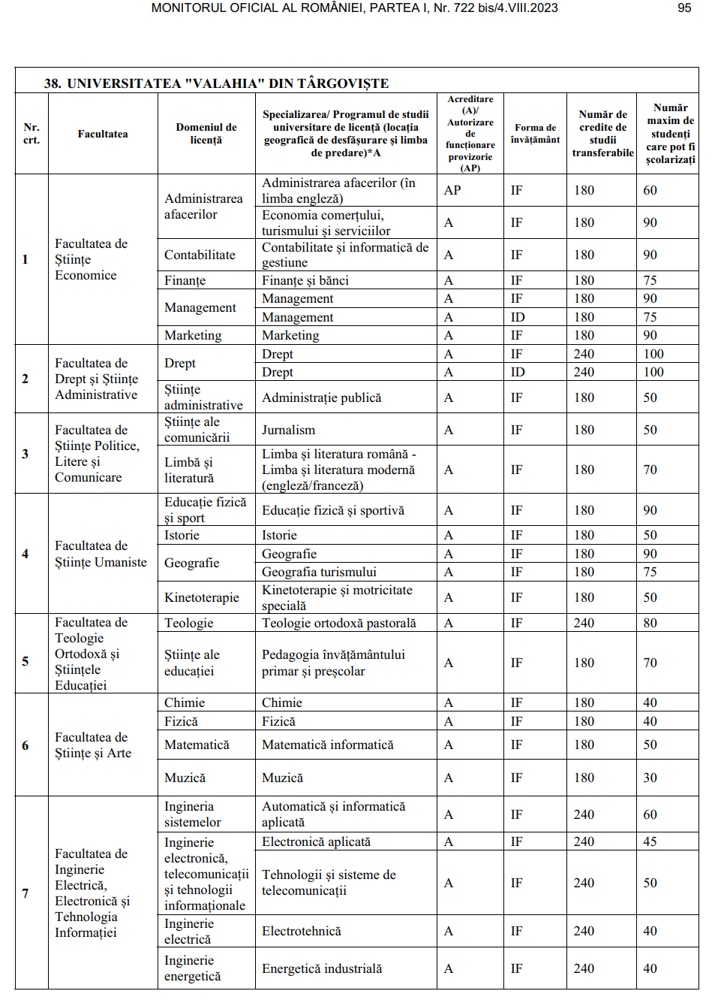 MONITORUL OFICIAL AL ROMÂNIEI, PARTEA I, Nr. 722 bis/4.VIII.2023 95
38. UNIVERSITATEA "VALAHIA" DIN TÂRGOVIȘTE
Nr. crt. Facultatea Domeniul de licență Specializarea/ Programul de studii universitare de licență (locația geografică de desfășurare și limba de predare)*A Acreditare (A)/ Autorizare de funcționare provizorie (AP) Forma de învățământ Număr de credite de studii transferabile Număr maxim de studenți care pot fi școlarizați
1 Facultatea de Științe Economice Administrarea afacerilor Administrarea afacerilor (în limba engleză) AP IF 180 60
Economia comerțului, turismului și serviciilor A IF 180 90
Contabilitate Contabilitate și informatică de gestiune A IF 180 90
Finanțe Finanțe și bănci A IF 180 75
Management Management A IF 180 90
Management A ID 180 75
Marketing Marketing A IF 180 90
2 Facultatea de Drept și Științe Administrative Drept Drept A IF 240 100
Drept A ID 240 100
Științe administrative Administrație publică A IF 180 50
3 Facultatea de Științe Politice, Litere și Comunicare Științe ale comunicării Jurnalism A IF 180 50
Limbă și literatură Limba și literatura română - Limba și literatura modernă (engleză/franceză) A IF 180 70
4 Facultatea de Științe Umaniste Educație fizică și sport Educație fizică și sportivă A IF 180 90
Istorie Istorie A IF 180 50
Geografie Geografie A IF 180 90
Geografia turismului A IF 180 75
Kinetoterapie Kinetoterapie și motricitate specială A IF 180 50
5 Facultatea de Teologie Ortodoxă și Științele Educației Teologie Teologie ortodoxă pastorală A IF 240 80
Științe ale educației Pedagogia învățământului primar și preșcolar A IF 180 70
6 Facultatea de Științe și Arte Chimie Chimie A IF 180 40
Fizică Fizică A IF 180 40
Matematică Matematică informatică A IF 180 50
Muzică Muzică A IF 180 30
7 Facultatea de Inginerie Electrică, Electronică și Tehnologia Informației Ingineria sistemelor Automatică și informatică aplicată A IF 240 60
Inginerie electronică, telecomunicații și tehnologii informaționale Electronică aplicată A IF 240 45
Tehnologii și sisteme de telecomunicații A IF 240 50
Inginerie electrică Electrotehnică A IF 240 40
Inginerie energetică Energetică industrială A IF 240 40